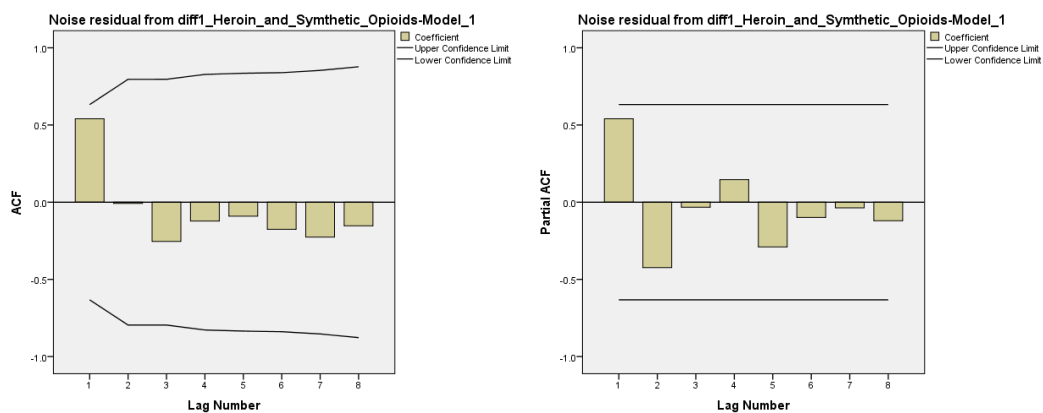 Noise residual from diff1_Heroin_and_Symthetic_Opioids-Model_1
Coefficient
Upper Confidence Limit
Lower Confidence Limit
1.0
0.5
0.0
-0.5
-1.0
ACF
1 2 3 4 5 6 7 8
Lag Number
Noise residual from diff1_Heroin_and_Symthetic_Opioids-Model_1
Coefficient
Upper Confidence Limit
Lower Confidence Limit
1.0
0.5
0.0
-0.5
-1.0
Partial ACF
1 2 3 4 5 6 7 8
Lag Number